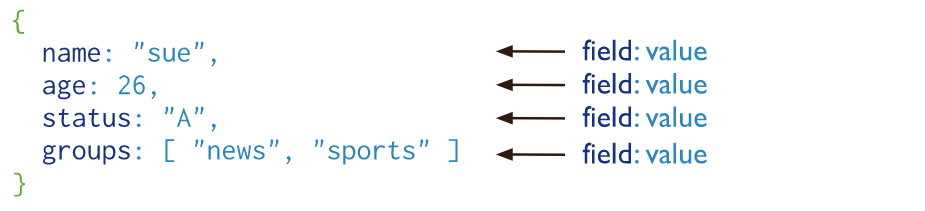 {
name: "sue", field: value
age: 26, field: value
status: "A", field: value
groups: [ "news", "sports" ] field: value
}